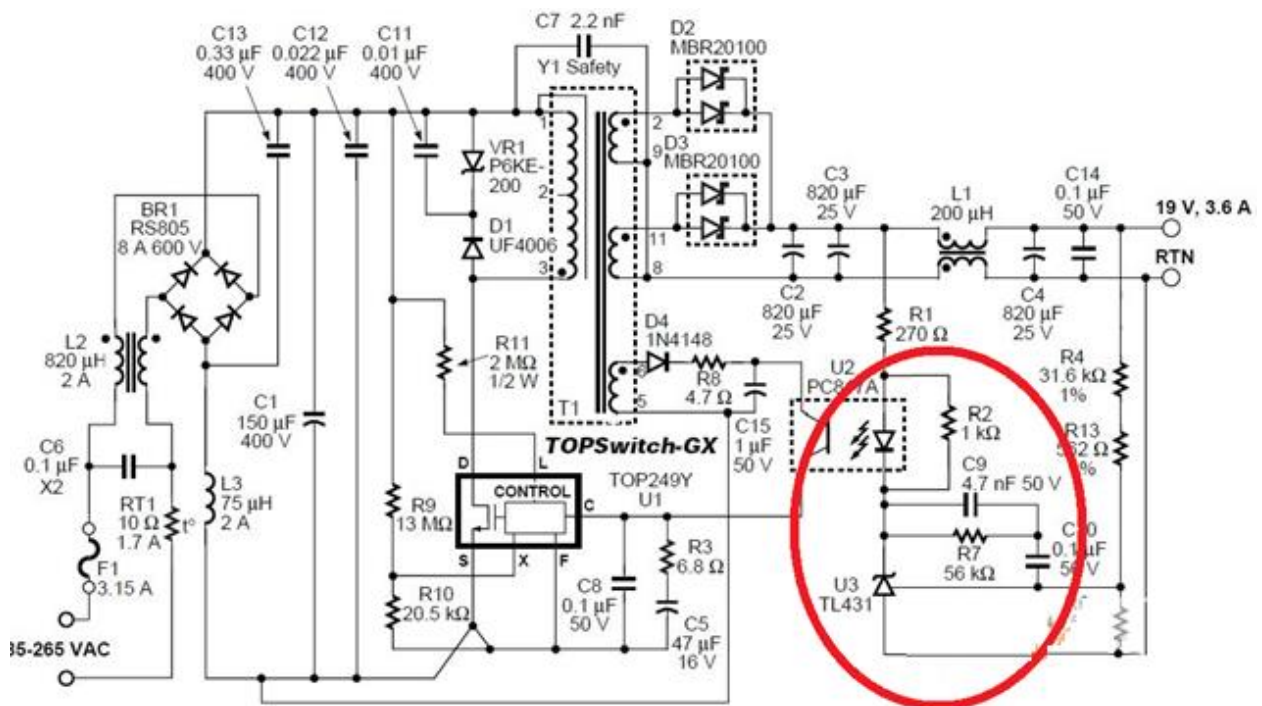 C7 2.2 nF
Y1 Safety
C13
0.33 µF
400 V
C12
0.022 µF
400 V
C11
0.01 µF
400 V
D2
MBR20100
VR1
P6KE-
200
D1
UF4006
BR1
RS805
8 A 600 V
1
2
3
2
9
11
8
6
5
D3
MBR20100
C3
820 µF
25 V
L1
200 µH
C14
0.1 µF
50 V
19 V, 3.6 A
RTN
C2
820 µF
25 V
C4
820 µF
25 V
L2
820 µH
2 A
R11
2 MΩ
1/2 W
T1
D4
1N4148
R8
4.7 Ω
R1
270 Ω
U2
R4
31.6 kΩ
1%
R2
1 kΩ
R13
C1
150 µF
400 V
TOPSwitch-GX
C15
1 µF
50 V
C9
4.7 nF 50 V
C6
0.1 µF
X2
RT1
10 Ω
1.7 A
t°
L3
75 µH
2 A
F1
3.15 A
R9
13 MΩ
D
L
CONTROL
C
S
X
F
TOP249Y
U1
R3
6.8 Ω
R7
56 kΩ
0.1 µF
U3
TL431
R10
20.5 kΩ
C8
0.1 µF
50 V
C5
47 µF
16 V
-265 VAC